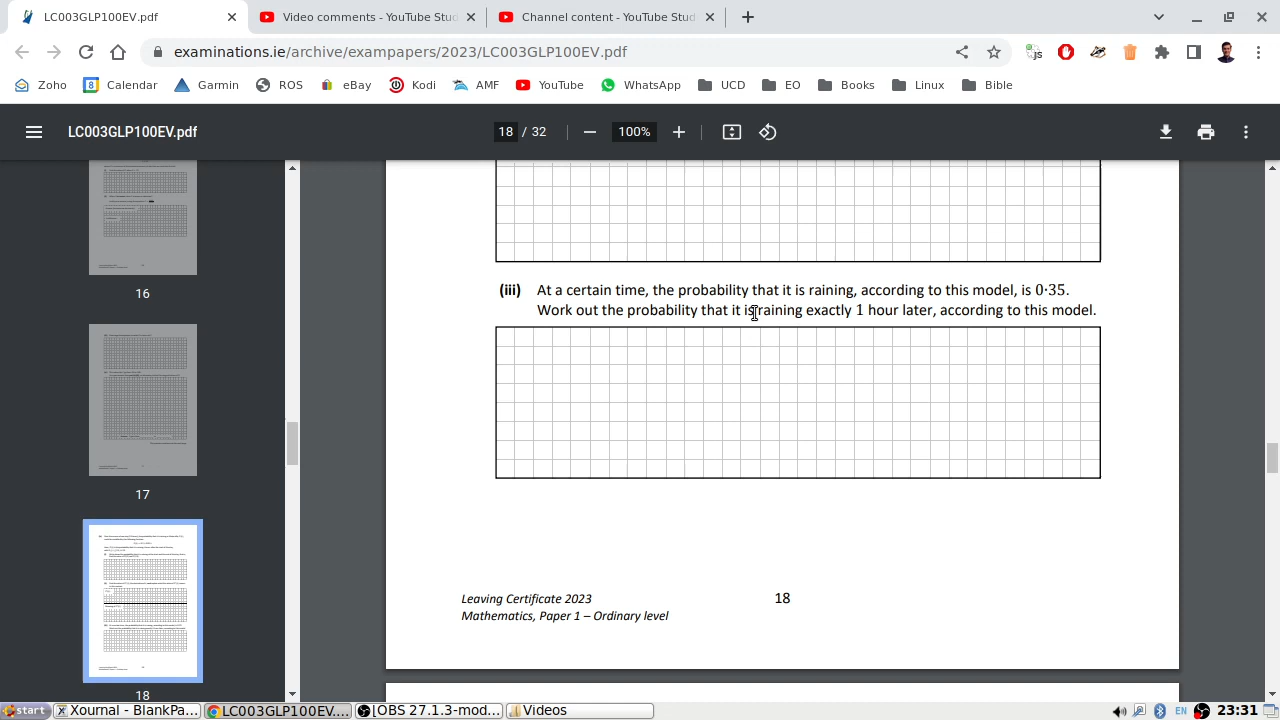 LC003GLP100EV.pdf
Video comments - YouTube Stud
Channel content - YouTube Stud
examinations.ie/archive/exampapers/2023/LC003GLP100EV.pdf
Zoho
Calendar
Garmin
ROS
eBay
Kodi
AMF
YouTube
WhatsApp
UCD
EO
Books
Linux
Bible
LC003GLP100EV.pdf
18 / 32
100%
16
17
18
(iii) At a certain time, the probability that it is raining, according to this model, is 0·35.
Work out the probability that it is raining exactly 1 hour later, according to this model.
Leaving Certificate 2023
Mathematics, Paper 1 – Ordinary level
18
start
Xournal - BlankPa...
LC003GLP100EV....
OBS 27.1.3-mod...
Videos
EN
23:31